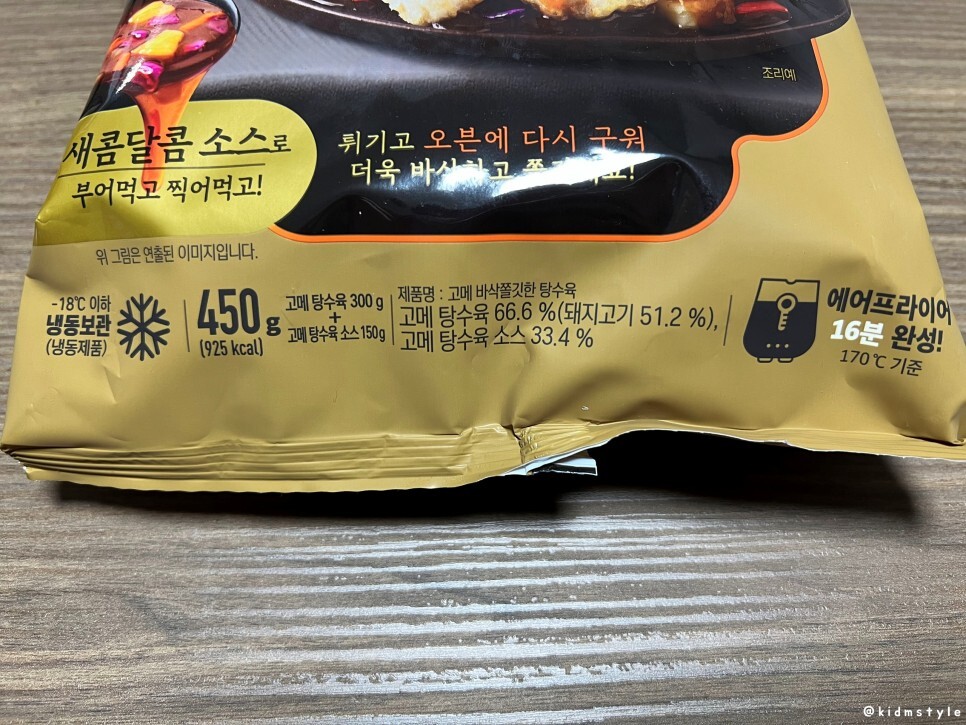 조리예
새콤달콤 소스로
부어먹고 찍어먹고!
튀기고 오븐에 다시 구워
더욱 바삭하고
위 그림은 연출된 이미지입니다.
-18℃ 이하
냉동보관
(냉동제품)
450 g
(925 kcal)
고메 탕수육 300 g
+
고메 탕수육 소스 150 g
제품명 : 고메 바삭쫄깃한 탕수육
고메 탕수육 66.6 %(돼지고기 51.2 %),
고메 탕수육 소스 33.4 %
에어프라이어
16분 완성!
170℃ 기준
@kidmstyle